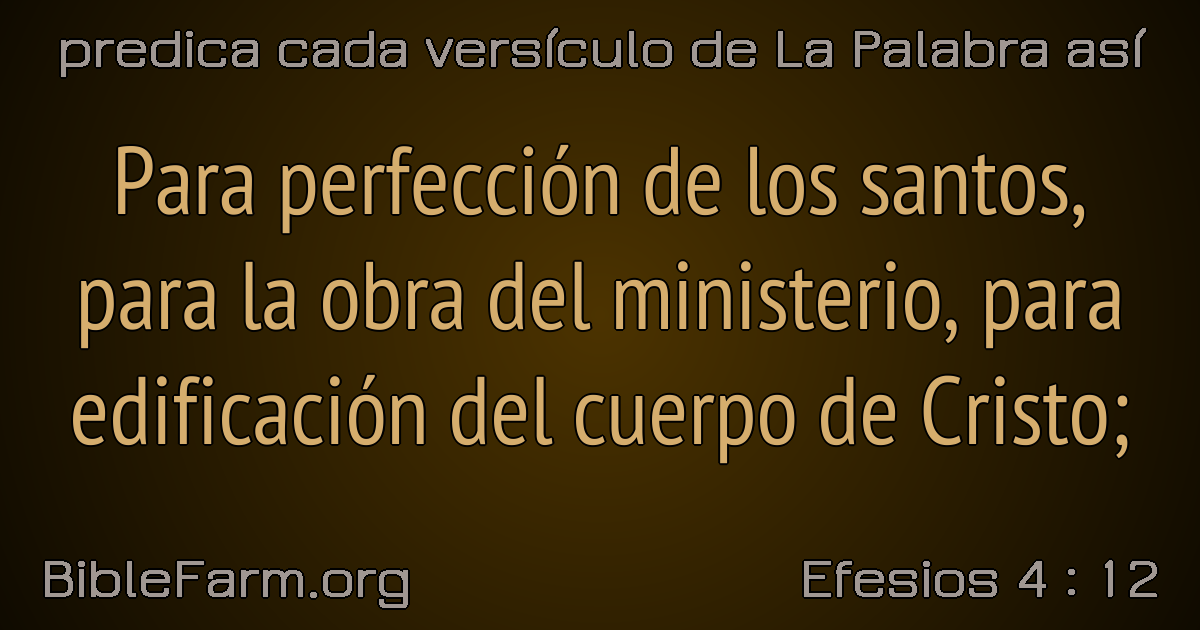 predica cada versículo de La Palabra así
Para perfección de los santos,
para la obra del ministerio, para
edificación del cuerpo de Cristo;
BibleFarm.org
Efesios 4 : 12